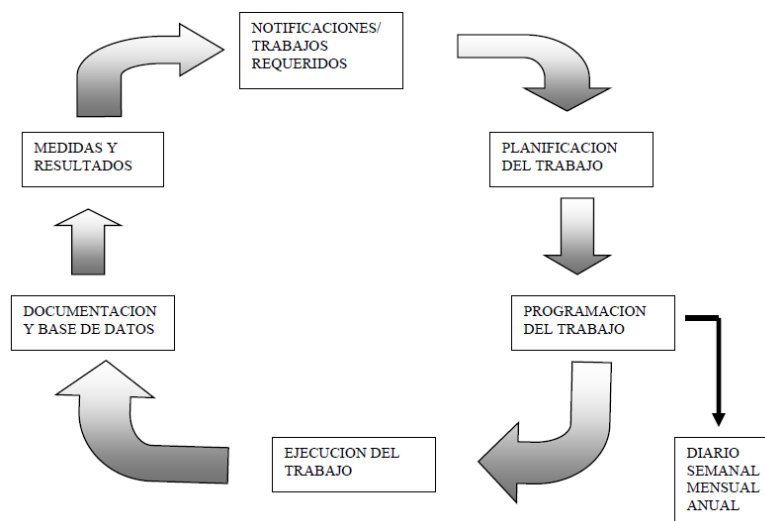 NOTIFICACIONES/
TRABAJOS
REQUERIDOS
PLANIFICACION
DEL TRABAJO
PROGRAMACION
DEL TRABAJO
DIARIO
SEMANAL
MENSUAL
ANUAL
EJECUCION DEL
TRABAJO
DOCUMENTACION
Y BASE DE DATOS
MEDIDAS Y
RESULTADOS